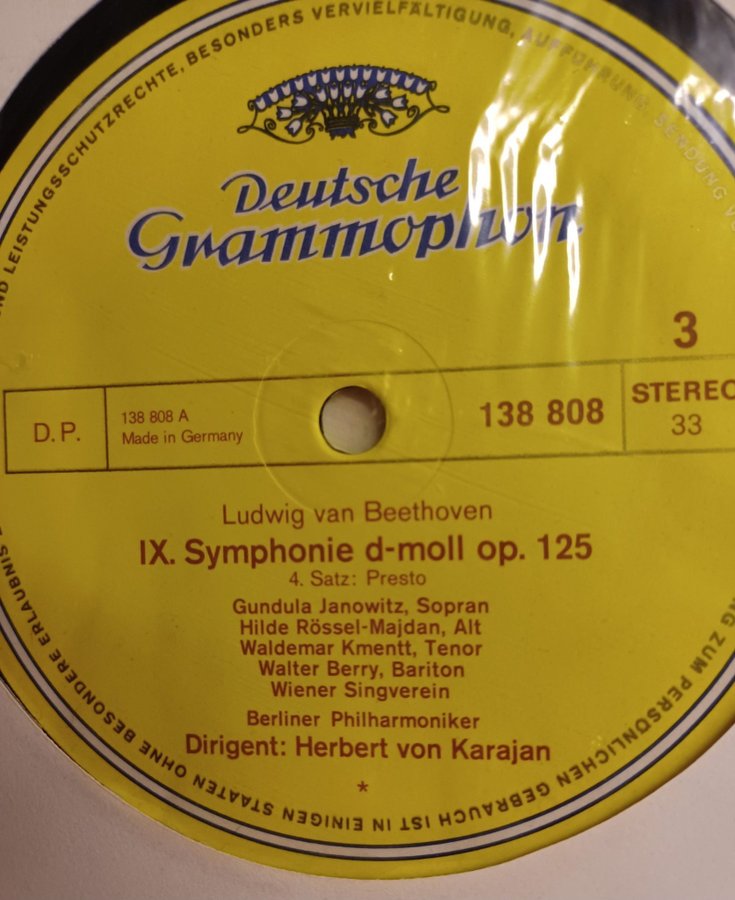 ND LEISTUNGSSCHUTZRECHTE, BESONDERS VERVIELFÄLTIGUNG, AUFFÜHRUNG SENDUNG
Deutsche
Grammophon
3
D.P.
138 808 A
Made in Germany
138 808
STEREO
33
Ludwig van Beethoven
IX. Symphonie d-moll op. 125
4. Satz: Presto
Gundula Janowitz, Sopran
Hilde Rössel-Majdan, Alt
Waldemar Kmentt, Tenor
Walter Berry, Bariton
Wiener Singverein
Berliner Philharmoniker
Dirigent: Herbert von Karajan
*
NG ZUM PERSÖNLICHEN GEBRAUCH IST IN EINIGEN STAATEN OHNE BESONDERE ERLAUBNIS